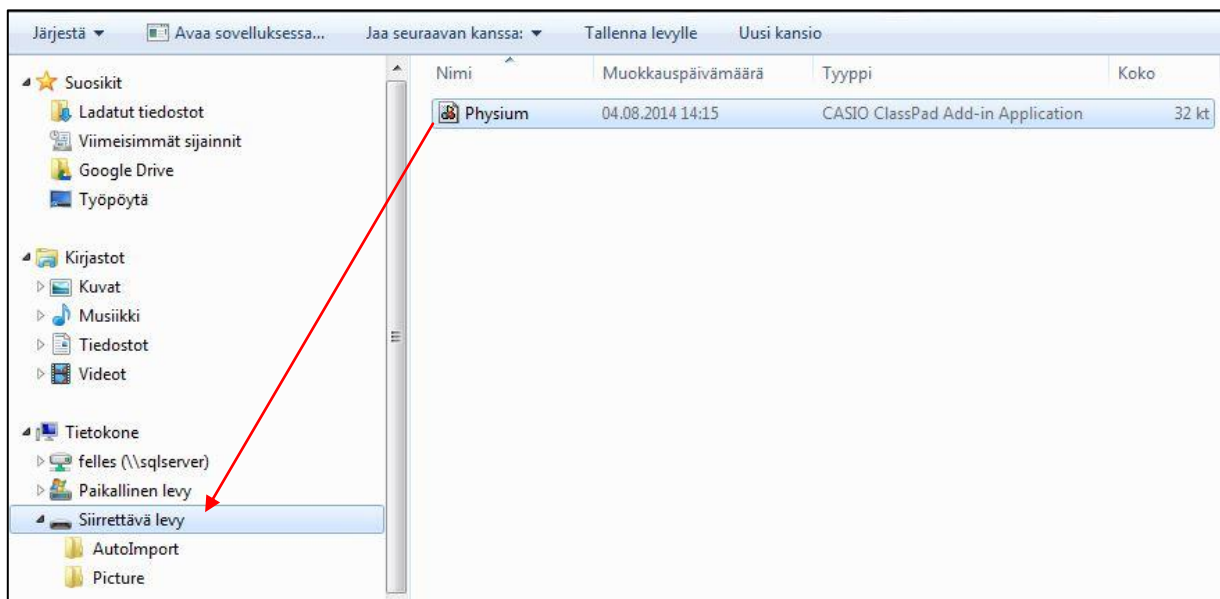 Järjestä Avaa sovelluksessa... Jaa seuraavan kanssa: Tallenna levylle Uusi kansio
Suosikit
Ladatut tiedostot
Viimeisimmät sijainnit
Google Drive
Työpöytä
Kirjastot
Kuvat
Musiikki
Tiedostot
Videot
Tietokone
felles (\\sqlserver)
Paikallinen levy
Siirrettävä levy
AutoImport
Picture
Nimi Muokkauspäivämäärä Tyyppi Koko
Physium 04.08.2014 14:15 CASIO ClassPad Add-in Application 32 kt